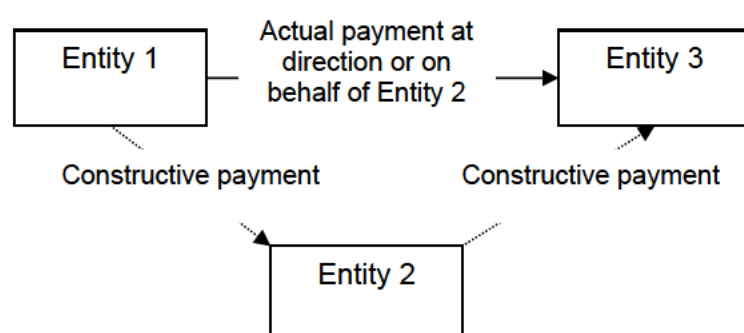 Entity 1
Actual payment at
direction or on
behalf of Entity 2
Entity 3
Constructive payment
Constructive payment
Entity 2